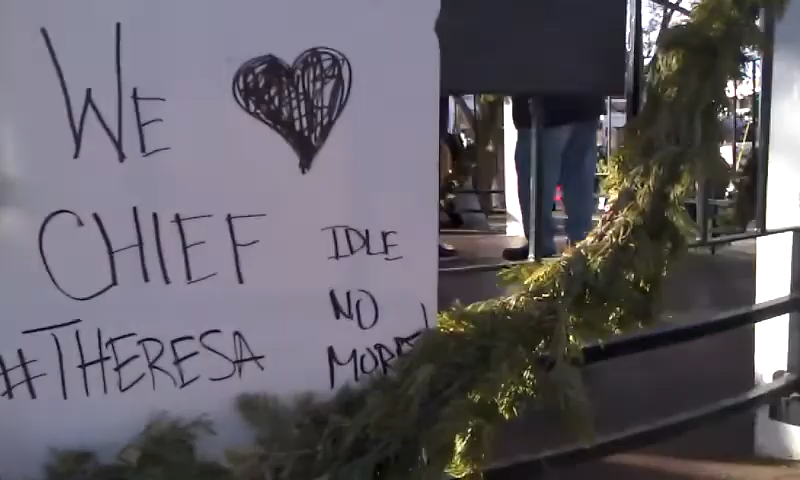 WE
CHIEF
#THERESA
IDLE
NO
MORE!